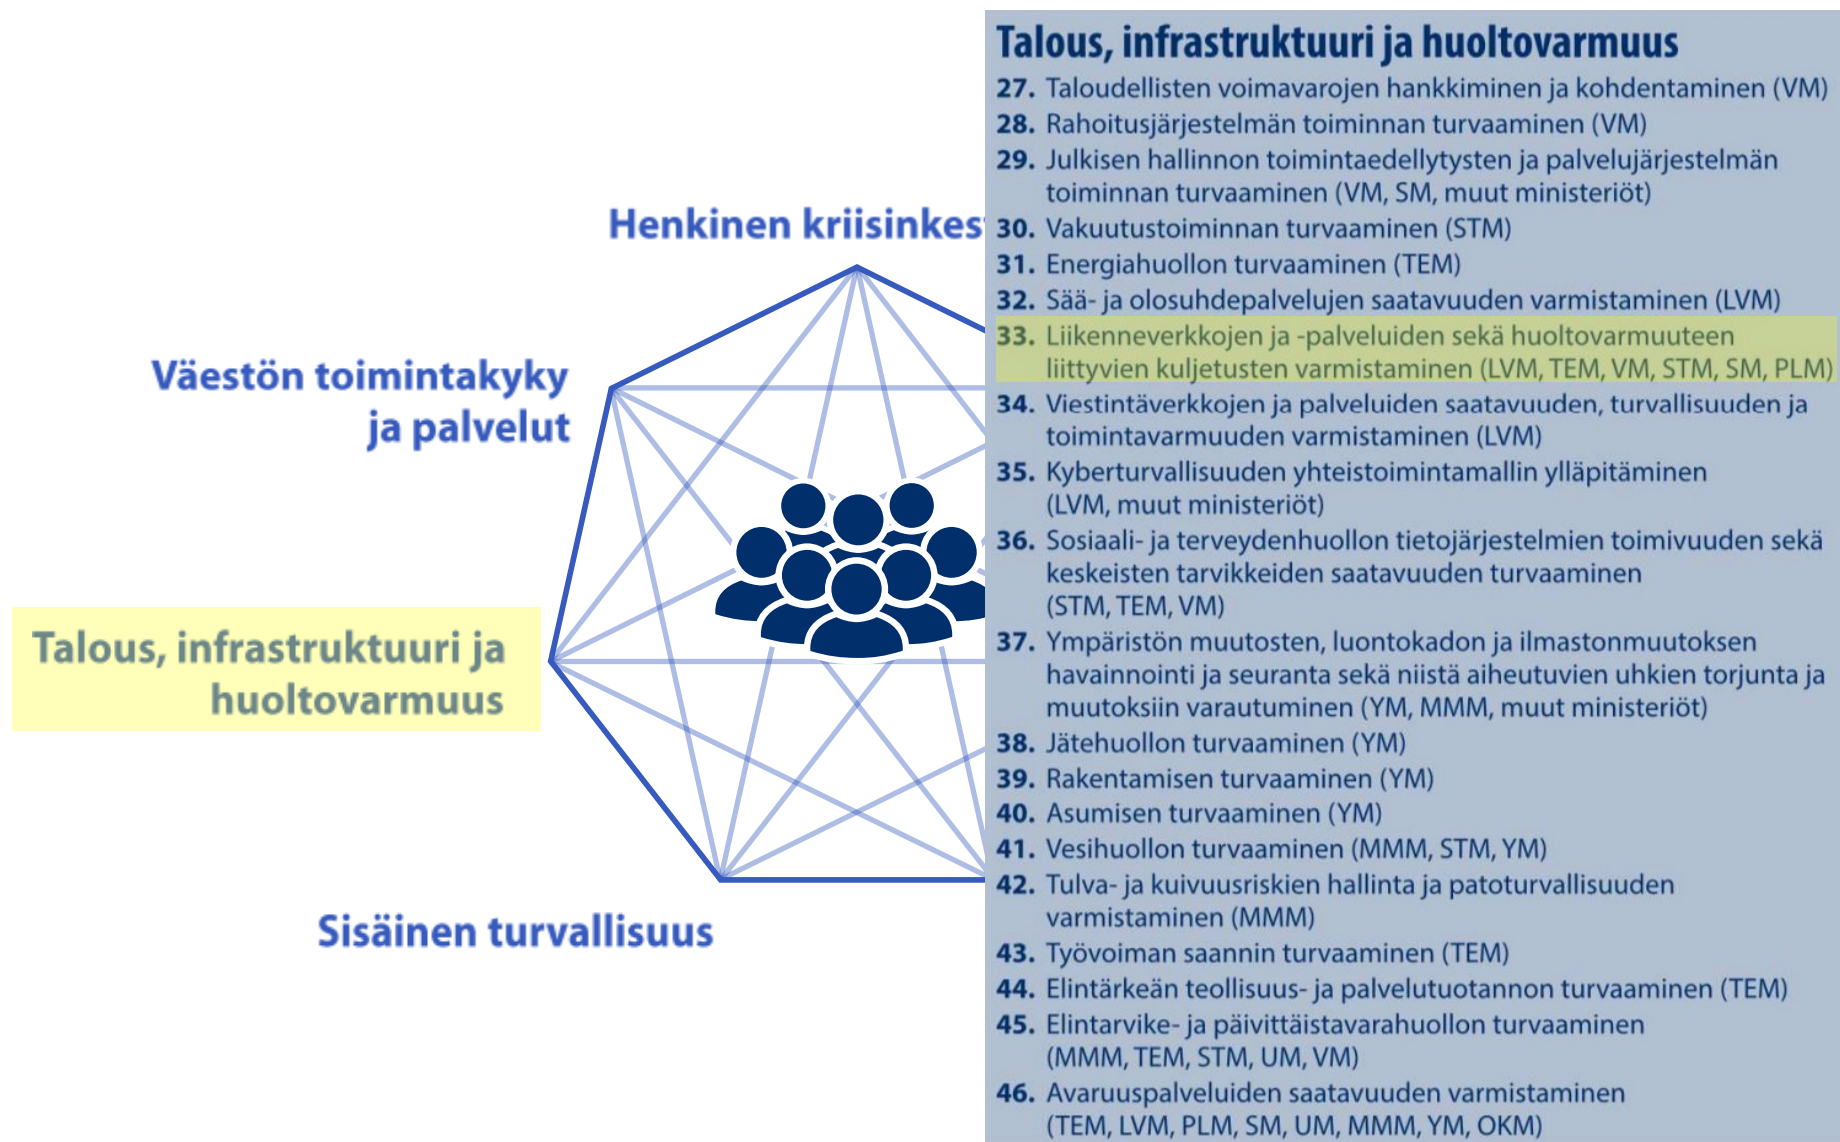 Henkinen
Väestön toimintakyky
ja palvelut
Talous, infrastruktuuri ja
huoltovarmuus
Sisäinen turvallisuus
Talous, infrastruktuuri ja huoltovarmuus
27. Taloudellisten voimavarojen hankkiminen ja kohdentaminen (VM)
28. Rahoitusjärjestelmän toiminnan turvaaminen (VM)
29. Julkisen hallinnon toimintaedellytysten ja palvelujärjestelmän
toiminnan turvaaminen (VM, SM, muut ministeriöt)
30. Vakuutustoiminnan turvaaminen (STM)
31. Energiahuollon turvaaminen (TEM)
32. Sää- ja olosuhdepalvelujen saatavuuden varmistaminen (LVM)
33. Liikenneverkkojen ja -palveluiden sekä huoltovarmuuteen
liittyvien kuljetusten varmistaminen (LVM, TEM, VM, STM, SM, PLM)
34. Viestintäverkkojen ja palveluiden saatavuuden, turvallisuuden ja
toimintavarmuuden varmistaminen (LVM)
35. Kyberturvallisuuden yhteistoimintamallin ylläpitäminen
(LVM, muut ministeriöt)
36. Sosiaali- ja terveydenhuollon tietojärjestelmien toimivuuden sekä
keskeisten tarvikkeiden saatavuuden turvaaminen
(STM, TEM, VM)
37. Ympäristön muutosten, luontokadon ja ilmastonmuutoksen
havainnointi ja seuranta sekä niistä aiheutuvien uhkien torjunta ja
muutoksiin varautuminen (YM, MMM, muut ministeriöt)
38. Jätehuollon turvaaminen (YM)
39. Rakentamisen turvaaminen (YM)
40. Asumisen turvaaminen (YM)
41. Vesihuollon turvaaminen (MMM, STM, YM)
42. Tulva- ja kuivuusriskien hallinta ja patoturvallisuuden
varmistaminen (MMM)
43. Työvoiman saannin turvaaminen (TEM)
44. Elintärkeän teollisuus- ja palvelutuotannon turvaaminen (TEM)
45. Elintarvike- ja päivittäistavarahuollon turvaaminen
(MMM, TEM, STM, UM, VM)
46. Avaruuspalveluiden saatavuuden varmistaminen
(TEM, LVM, PLM, SM, UM, MMM, YM, OKM)